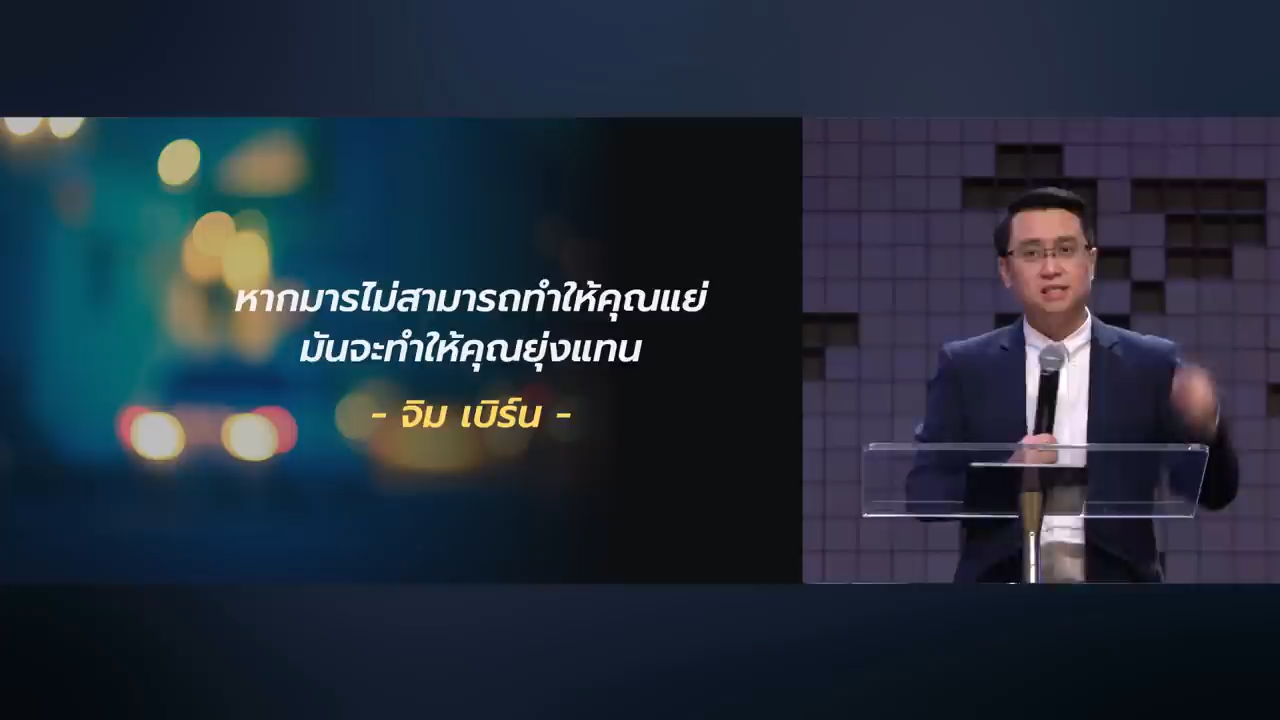 หากมารไม่สามารถทำให้คุณแย่
มันจะทำให้คุณยุ่งแทน
- จิม เบิร์น -